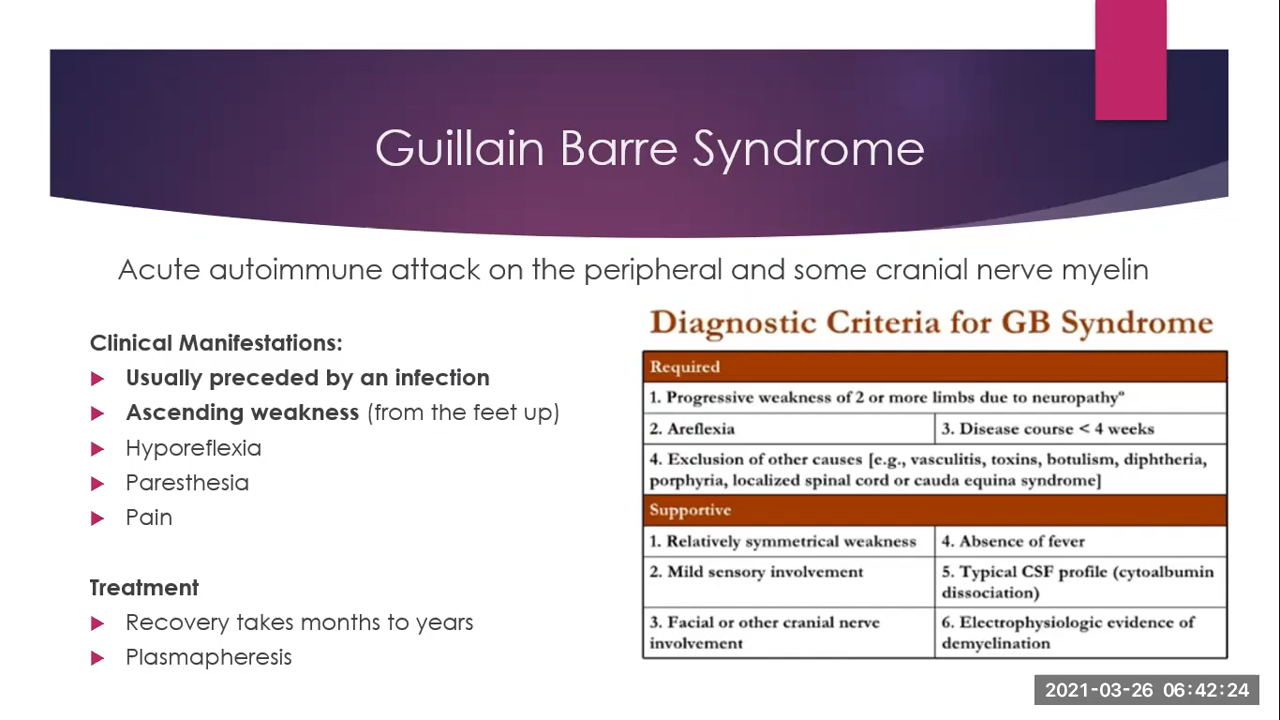 Guillain Barre Syndrome
Acute autoimmune attack on the peripheral and some cranial nerve myelin
Clinical Manifestations:
Usually preceded by an infection
Ascending weakness (from the feet up)
Hyporeflexia
Paresthesia
Pain
Treatment
Recovery takes months to years
Plasmapheresis
Diagnostic Criteria for GB Syndrome
Required
1. Progressive weakness of 2 or more limbs due to neuropathyª
2. Areflexia
3. Disease course < 4 weeks
4. Exclusion of other causes [e.g., vasculitis, toxins, botulism, diphtheria,
porphyria, localized spinal cord or cauda equina syndrome]
Supportive
1. Relatively symmetrical weakness
4. Absence of fever
2. Mild sensory involvement
5. Typical CSF profile (cytoalbumin
dissociation)
3. Facial or other cranial nerve
involvement
6. Electrophysiologic evidence of
demyelination
2021-03-26 06:42:24